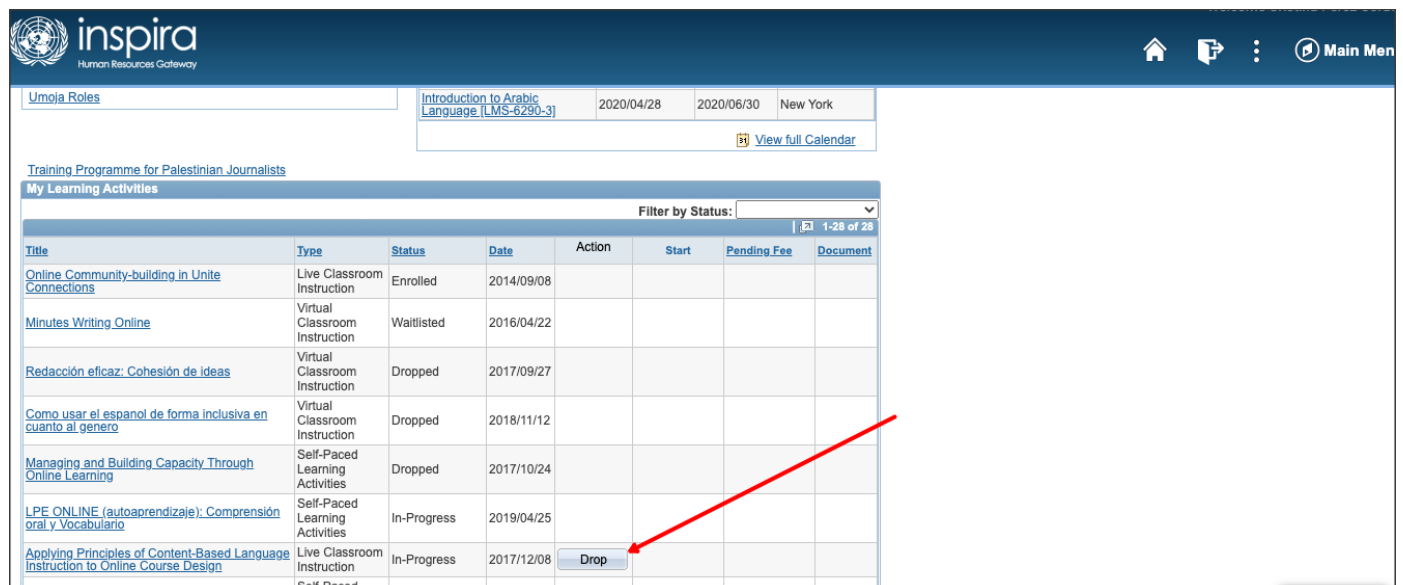 inspira
Human Resources Gateway
Main Men
Umoja Roles
Introduction to Arabic
Language [LMS-6290-3]
2020/04/28
2020/06/30
New York
31
View full Calendar
Training Programme for Palestinian Journalists
My Learning Activities
Filter by Status:
1-28 of 28
Title Type Status Date Action Start Pending Fee Document
Online Community-building in Unite
Connections
Live Classroom
Instruction
Enrolled
2014/09/08
Minutes Writing Online
Virtual
Classroom
Instruction
Waitlisted
2016/04/22
Redacción eficaz: Cohesión de ideas
Virtual
Classroom
Instruction
Dropped
2017/09/27
Como usar el espanol de forma inclusiva en
cuanto al genero
Virtual
Classroom
Instruction
Dropped
2018/11/12
Managing and Building Capacity Through
Online Learning
Self-Paced
Learning
Activities
Dropped
2017/10/24
LPE ONLINE (autoaprendizaje): Comprensión
oral y Vocabulario
Self-Paced
Learning
Activities
In-Progress
2019/04/25
Applying Principles of Content-Based Language
Instruction to Online Course Design
Live Classroom
Instruction
In-Progress
2017/12/08
Drop